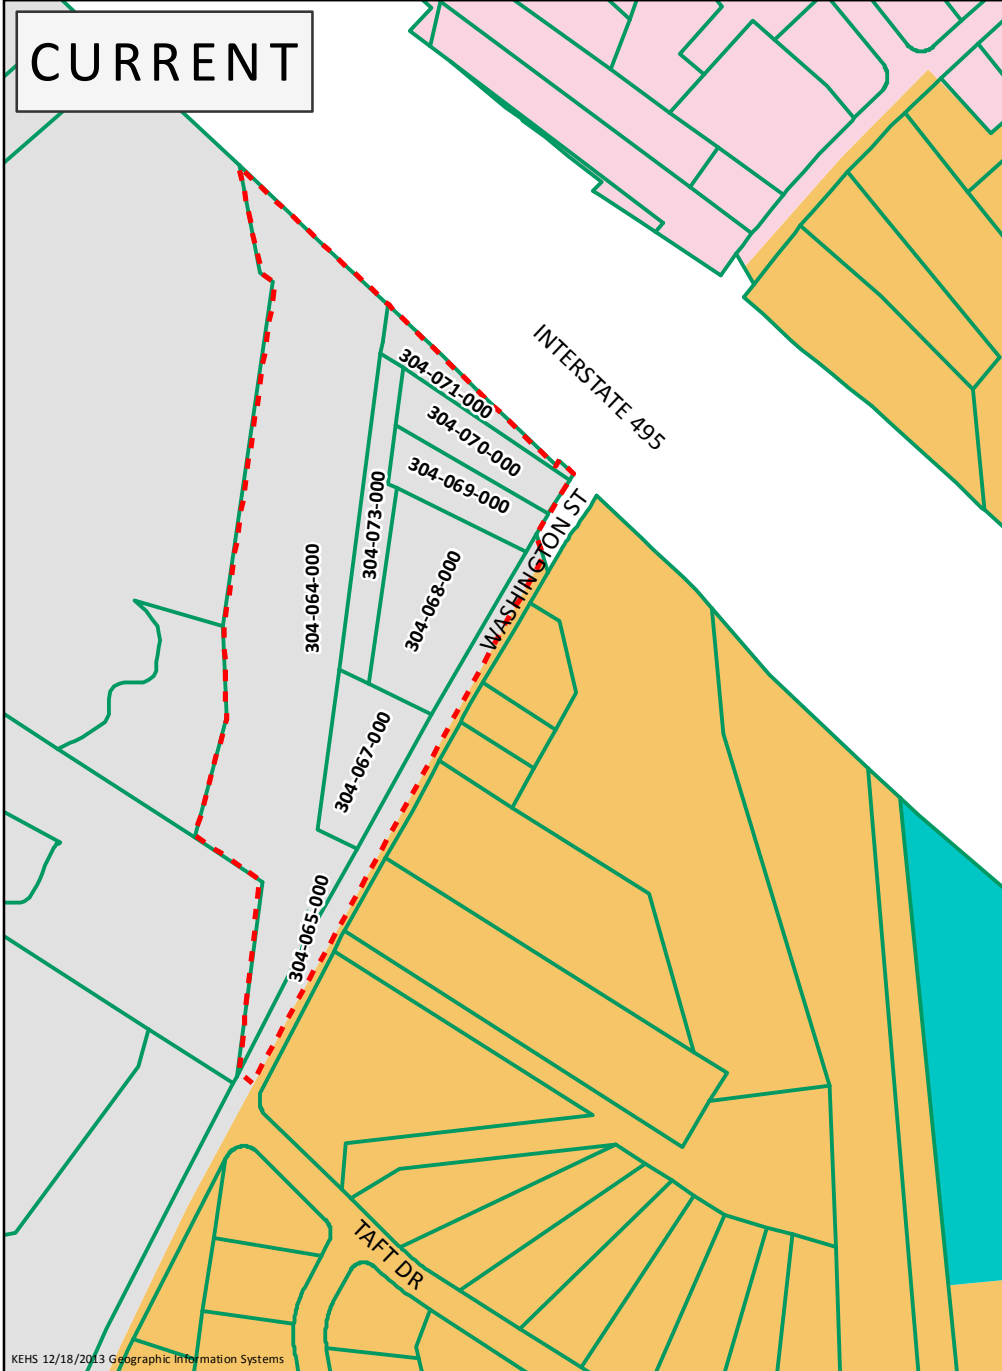 CURRENT
INTERSTATE 495
304-071-000
304-070-000
304-069-000
304-073-000
WASHINGTON ST
304-064-000
304-068-000
304-067-000
304-065-000
TAFT DR
KEHS 12/18/2013 Geographic Information Systems